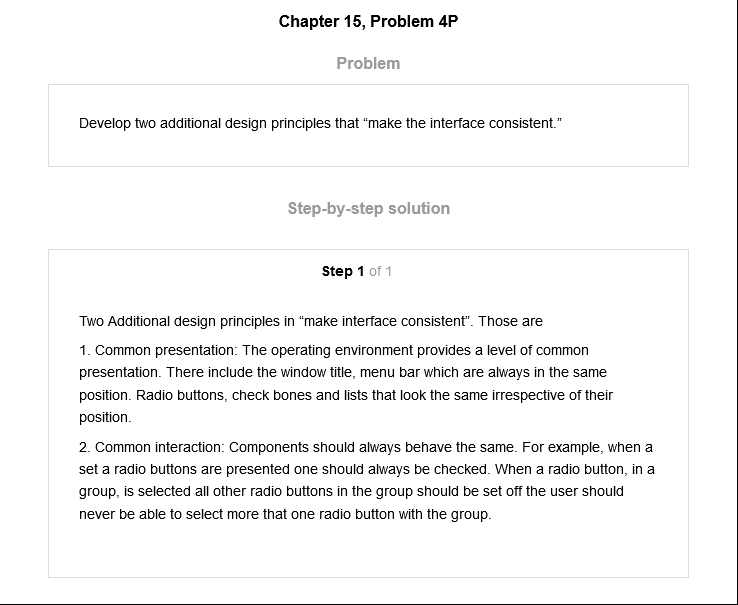 Chapter 15, Problem 4P
Problem
Develop two additional design principles that “make the interface consistent.”
Step-by-step solution
Step 1 of 1
Two Additional design principles in “make interface consistent”. Those are
1. Common presentation: The operating environment provides a level of common
presentation. There include the window title, menu bar which are always in the same
position. Radio buttons, check bones and lists that look the same irrespective of their
position.
2. Common interaction: Components should always behave the same. For example, when a
set a radio buttons are presented one should always be checked. When a radio button, in a
group, is selected all other radio buttons in the group should be set off the user should
never be able to select more that one radio button with the group.